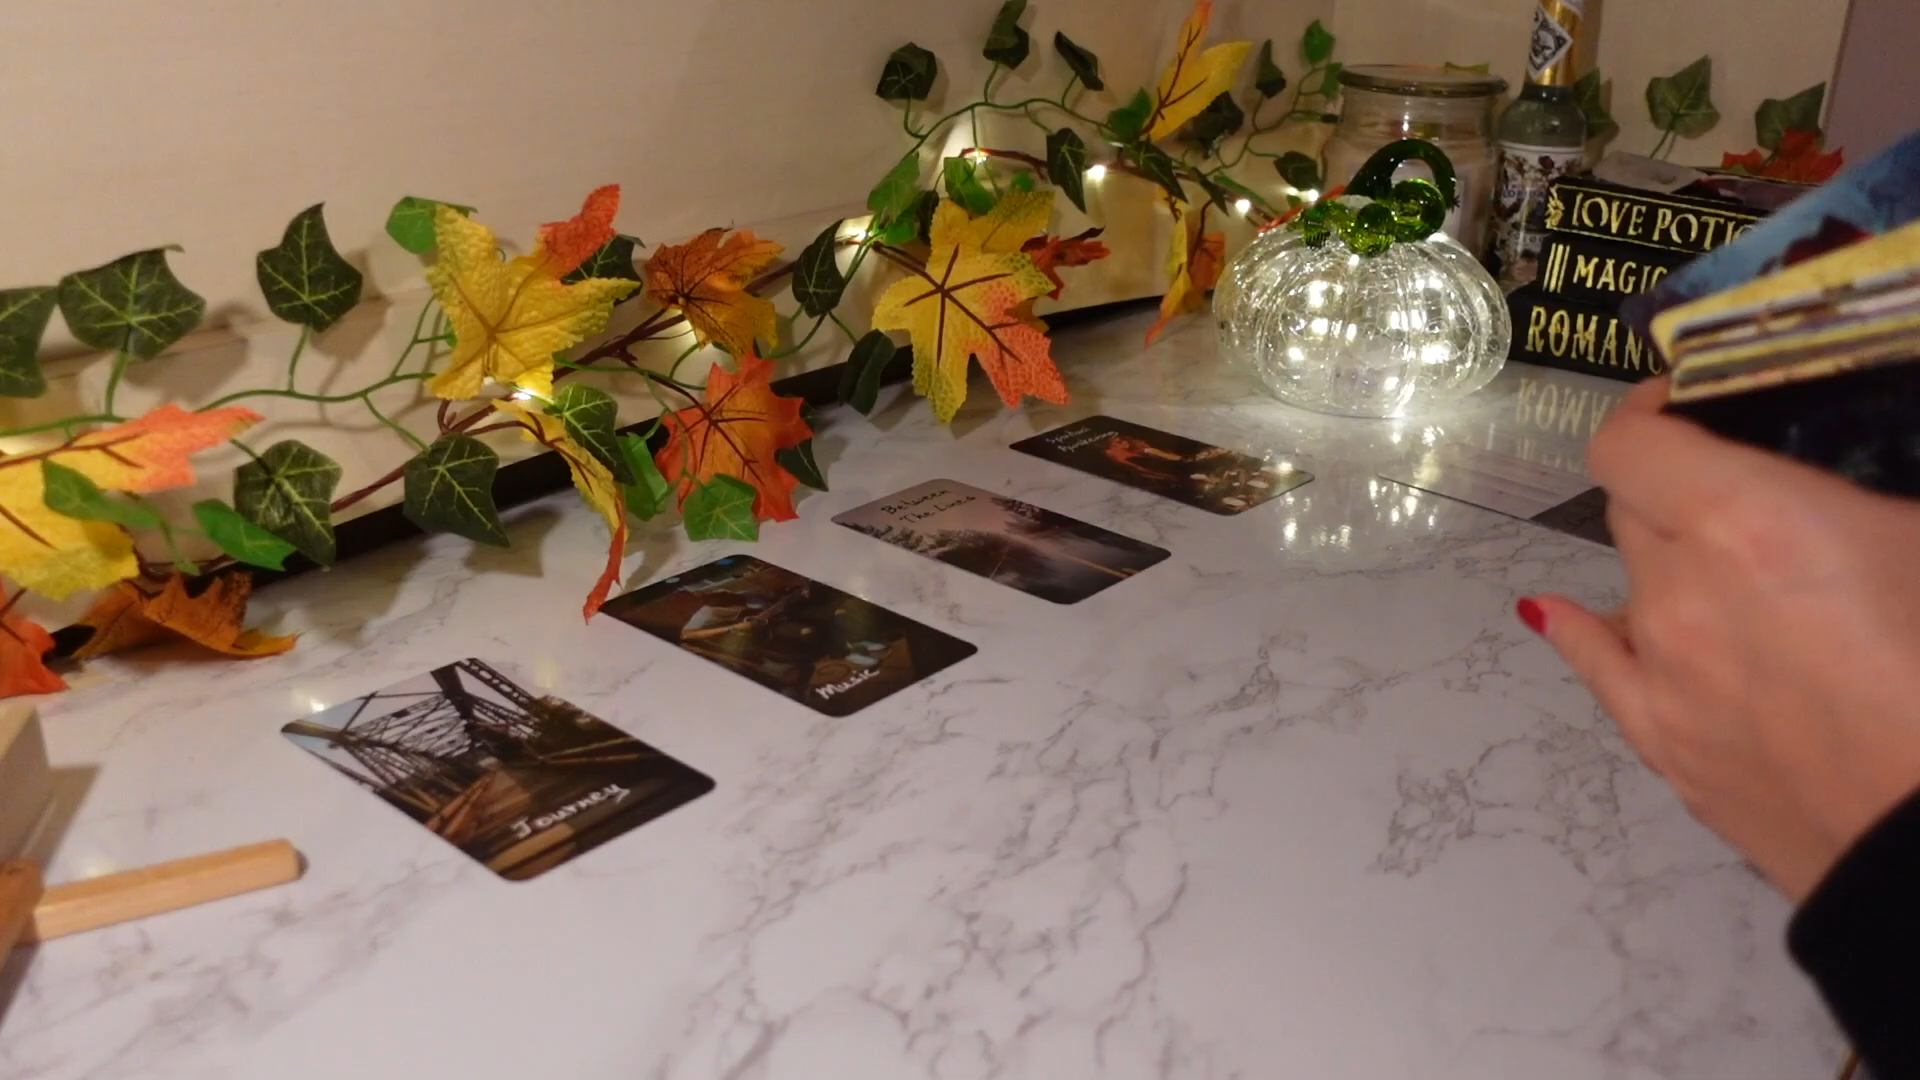 Journey
Music
Between
The Lines
Spiritual
Awakening
LOVE POTIO
MAGIC
ROMANC